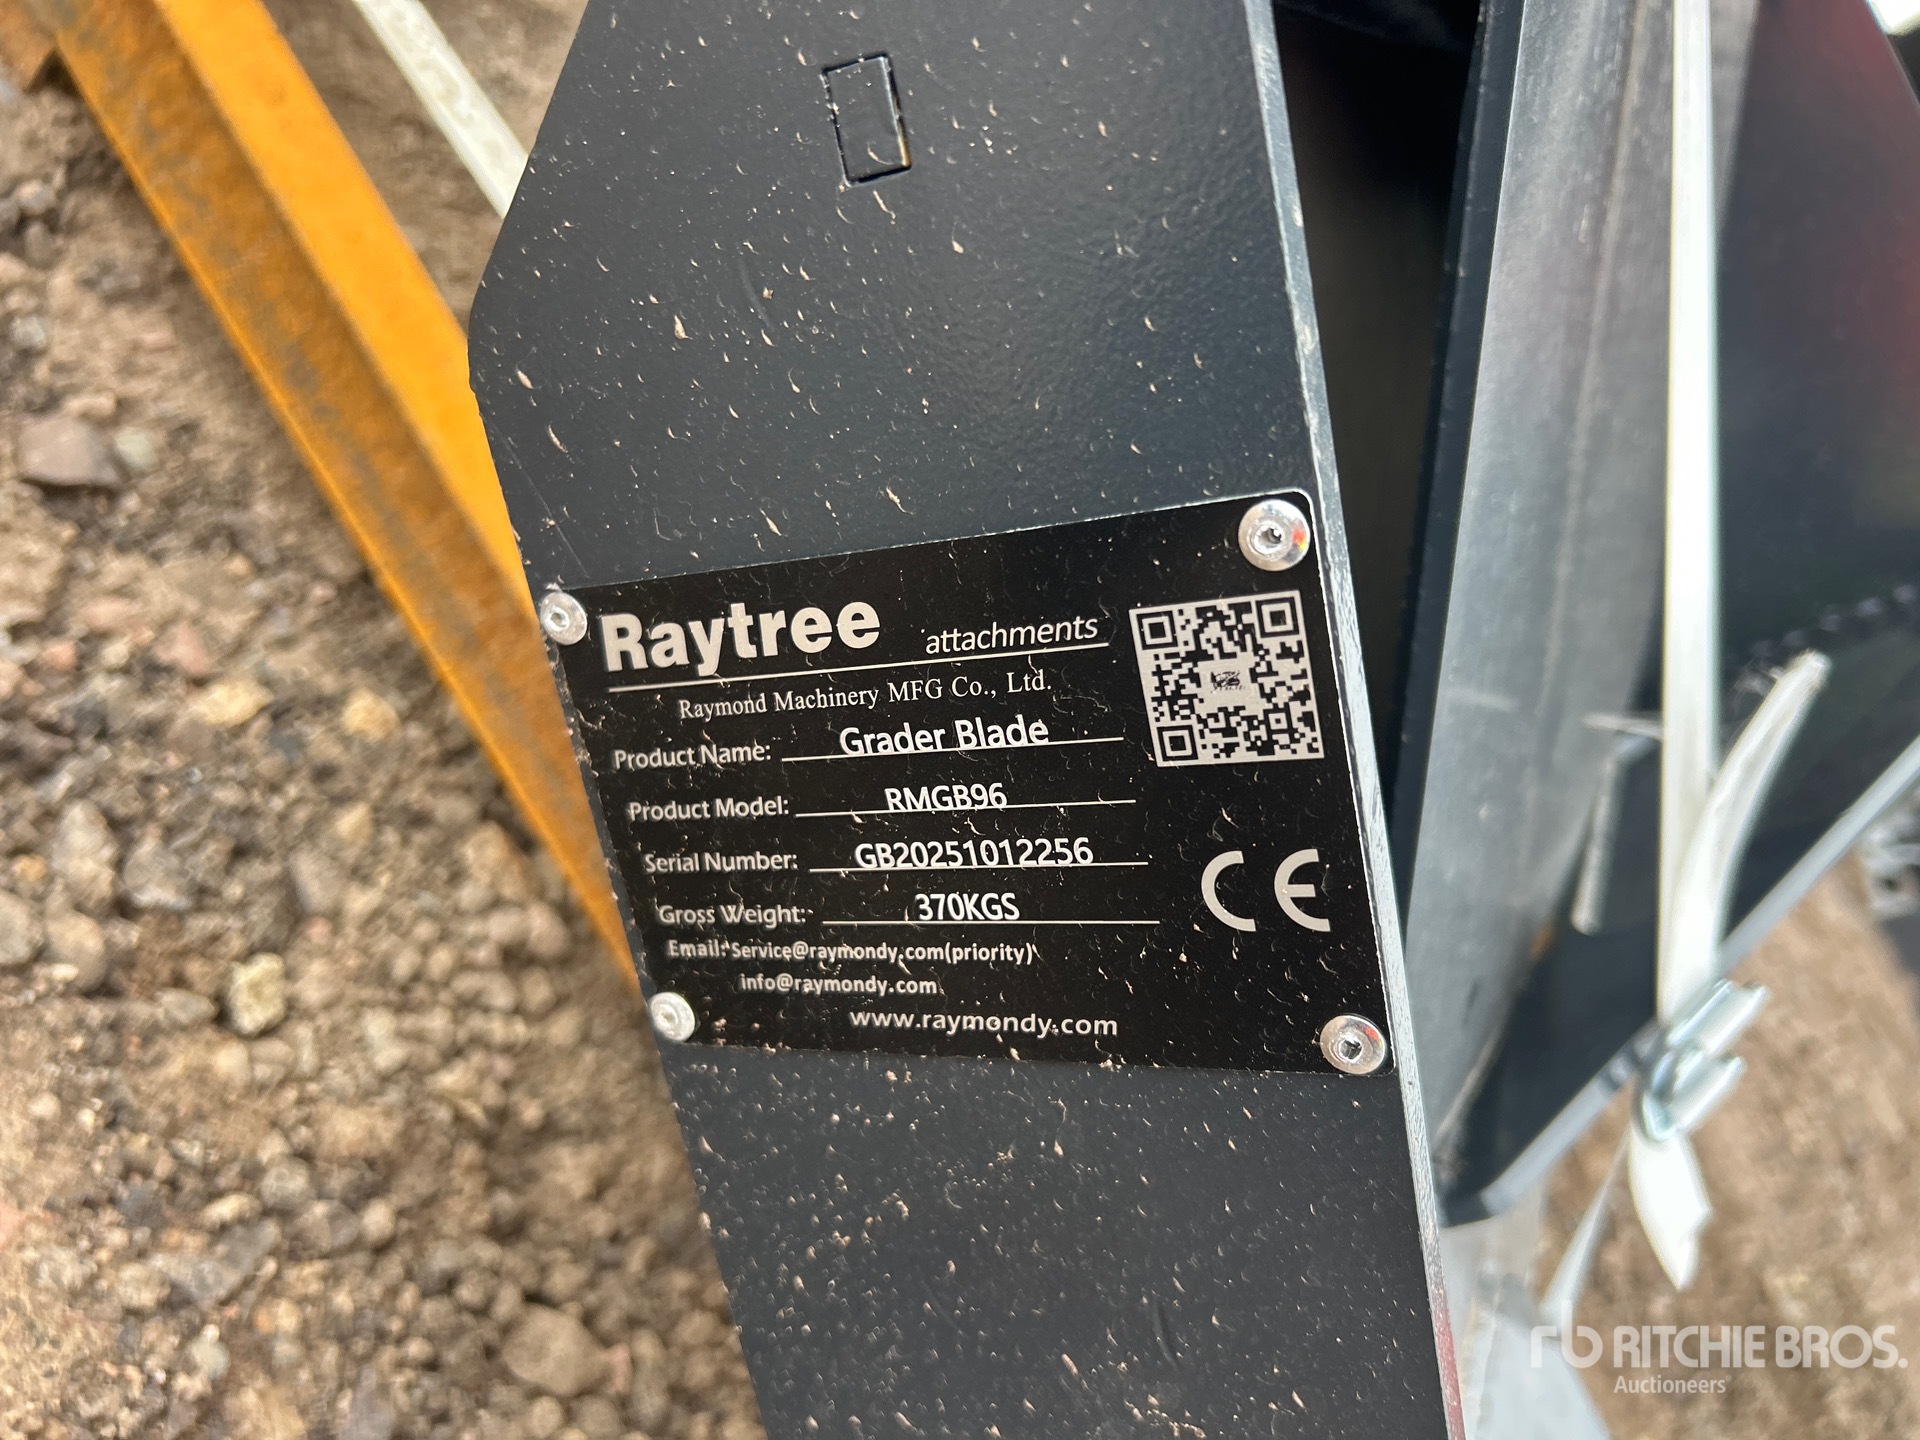 Raytree attachments
Raymond Machinery MFG Co., Ltd.
Product Name: Grader Blade
Product Model: RMGB96
Serial Number: GB20251012256
Gross Weight: 370KGS
Email: Service@raymondy.com(priority)
info@raymondy.com
www.raymondy.com
CE
rb RITCHIE BROS.
Auctioneers